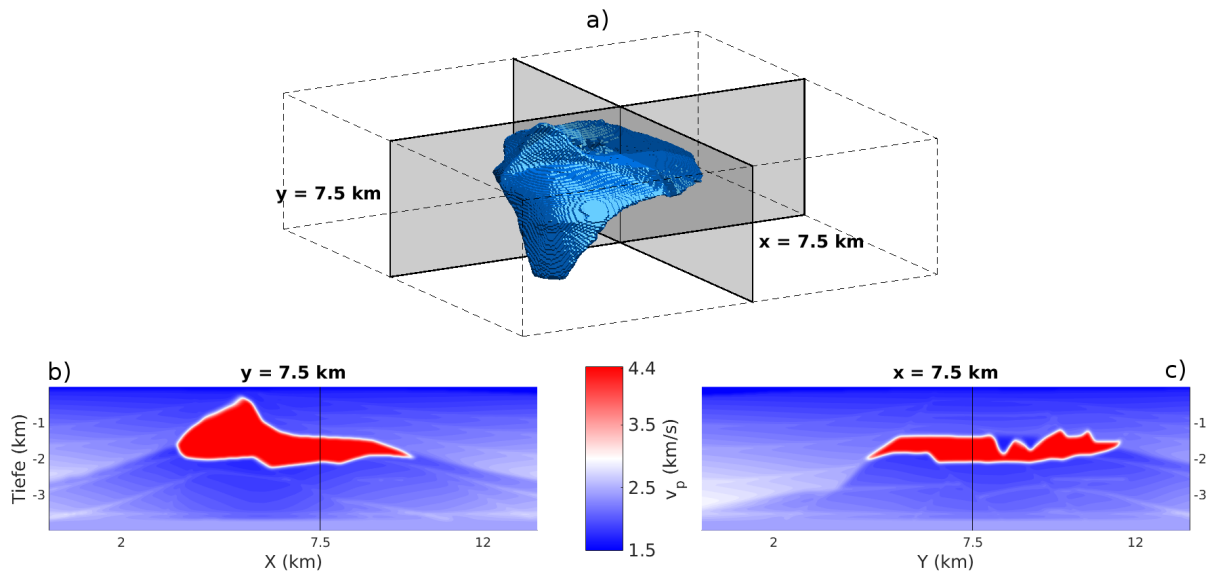 a)
y = 7.5 km
x = 7.5 km
b)
y = 7.5 km
4.4
3.5
2.5
1.5
v_p (km/s)
x = 7.5 km
c)
Tiefe (km)
-1
-2
-3
2
7.5
12
X (km)
-1
-2
-3
2
7.5
12
Y (km)